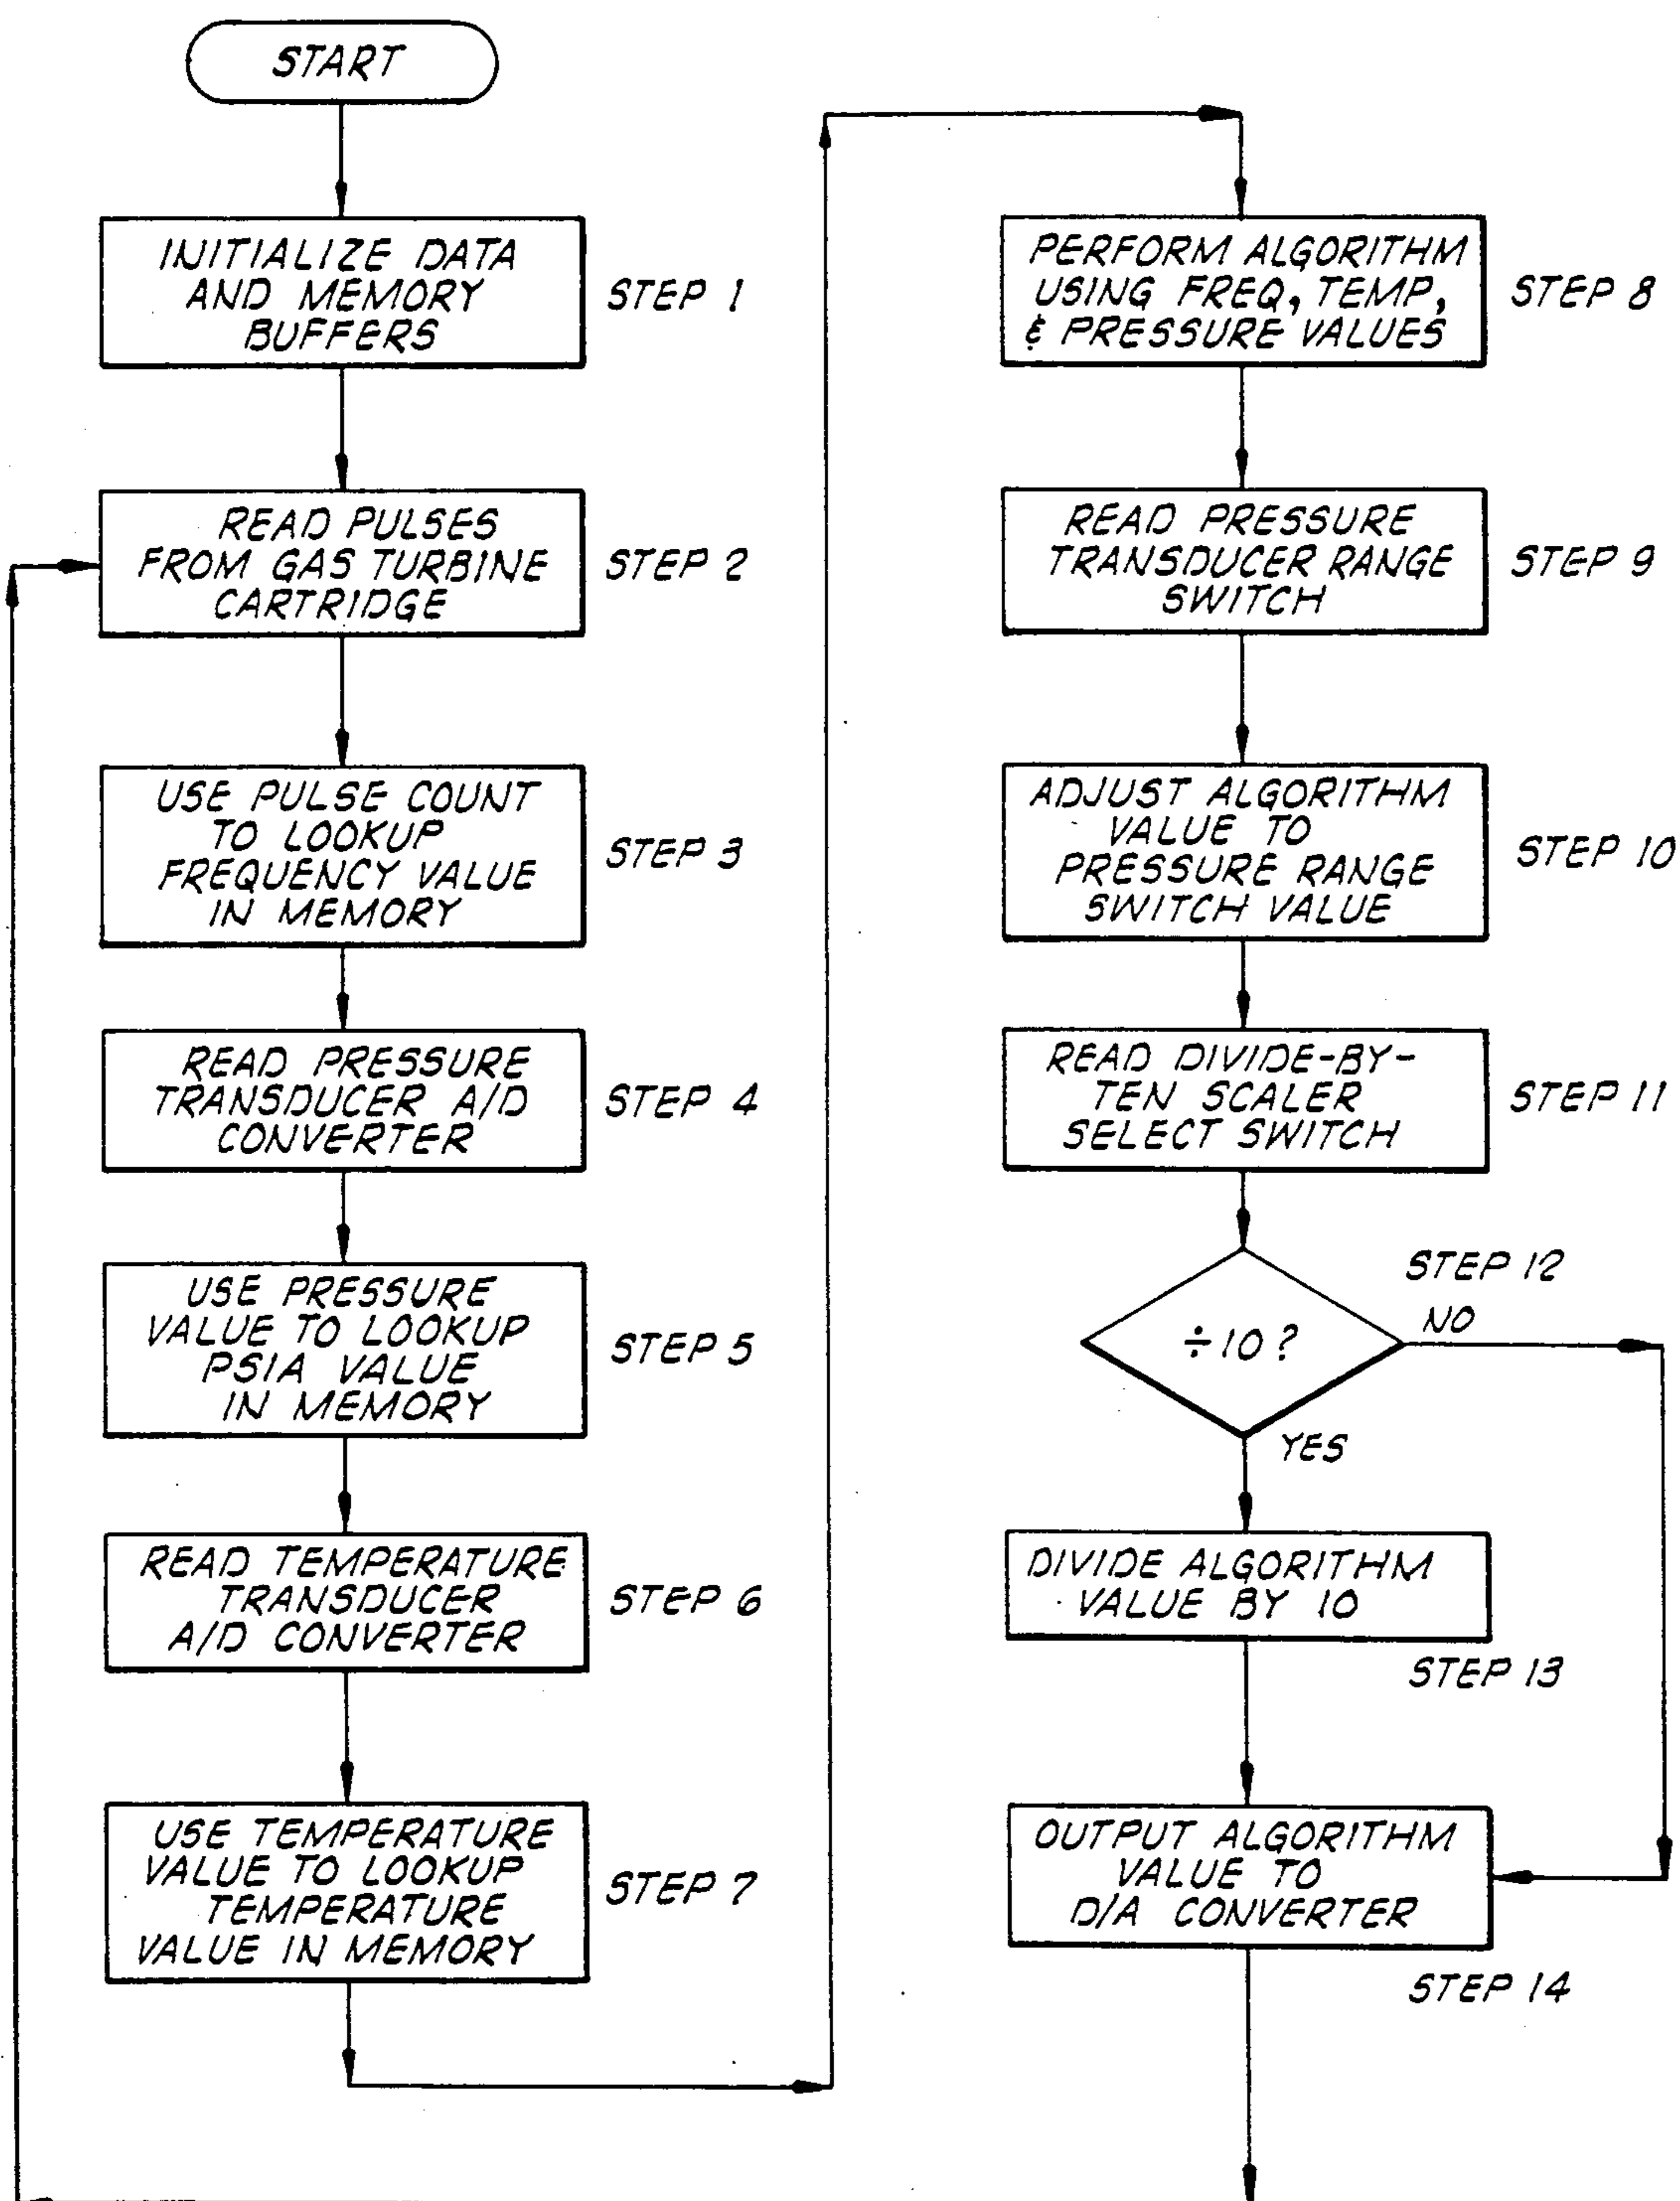 START
INITIALIZE DATA
AND MEMORY
BUFFERS
STEP 1
READ PULSES
FROM GAS TURBINE
CARTRIDGE
STEP 2
USE PULSE COUNT
TO LOOKUP
FREQUENCY VALUE
IN MEMORY
STEP 3
READ PRESSURE
TRANSDUCER A/D
CONVERTER
STEP 4
USE PRESSURE
VALUE TO LOOKUP
PSIA VALUE
IN MEMORY
STEP 5
READ TEMPERATURE
TRANSDUCER
A/D CONVERTER
STEP 6
USE TEMPERATURE
VALUE TO LOOKUP
TEMPERATURE
VALUE IN MEMORY
STEP 7
PERFORM ALGORITHM
USING FREQ, TEMP,
& PRESSURE VALUES
STEP 8
READ PRESSURE
TRANSDUCER RANGE
SWITCH
STEP 9
ADJUST ALGORITHM
VALUE TO
PRESSURE RANGE
SWITCH VALUE
STEP 10
READ DIVIDE-BY-
TEN SCALER
SELECT SWITCH
STEP 11
÷10?
STEP 12
NO
YES
DIVIDE ALGORITHM
VALUE BY 10
STEP 13
OUTPUT ALGORITHM
VALUE TO
D/A CONVERTER
STEP 14